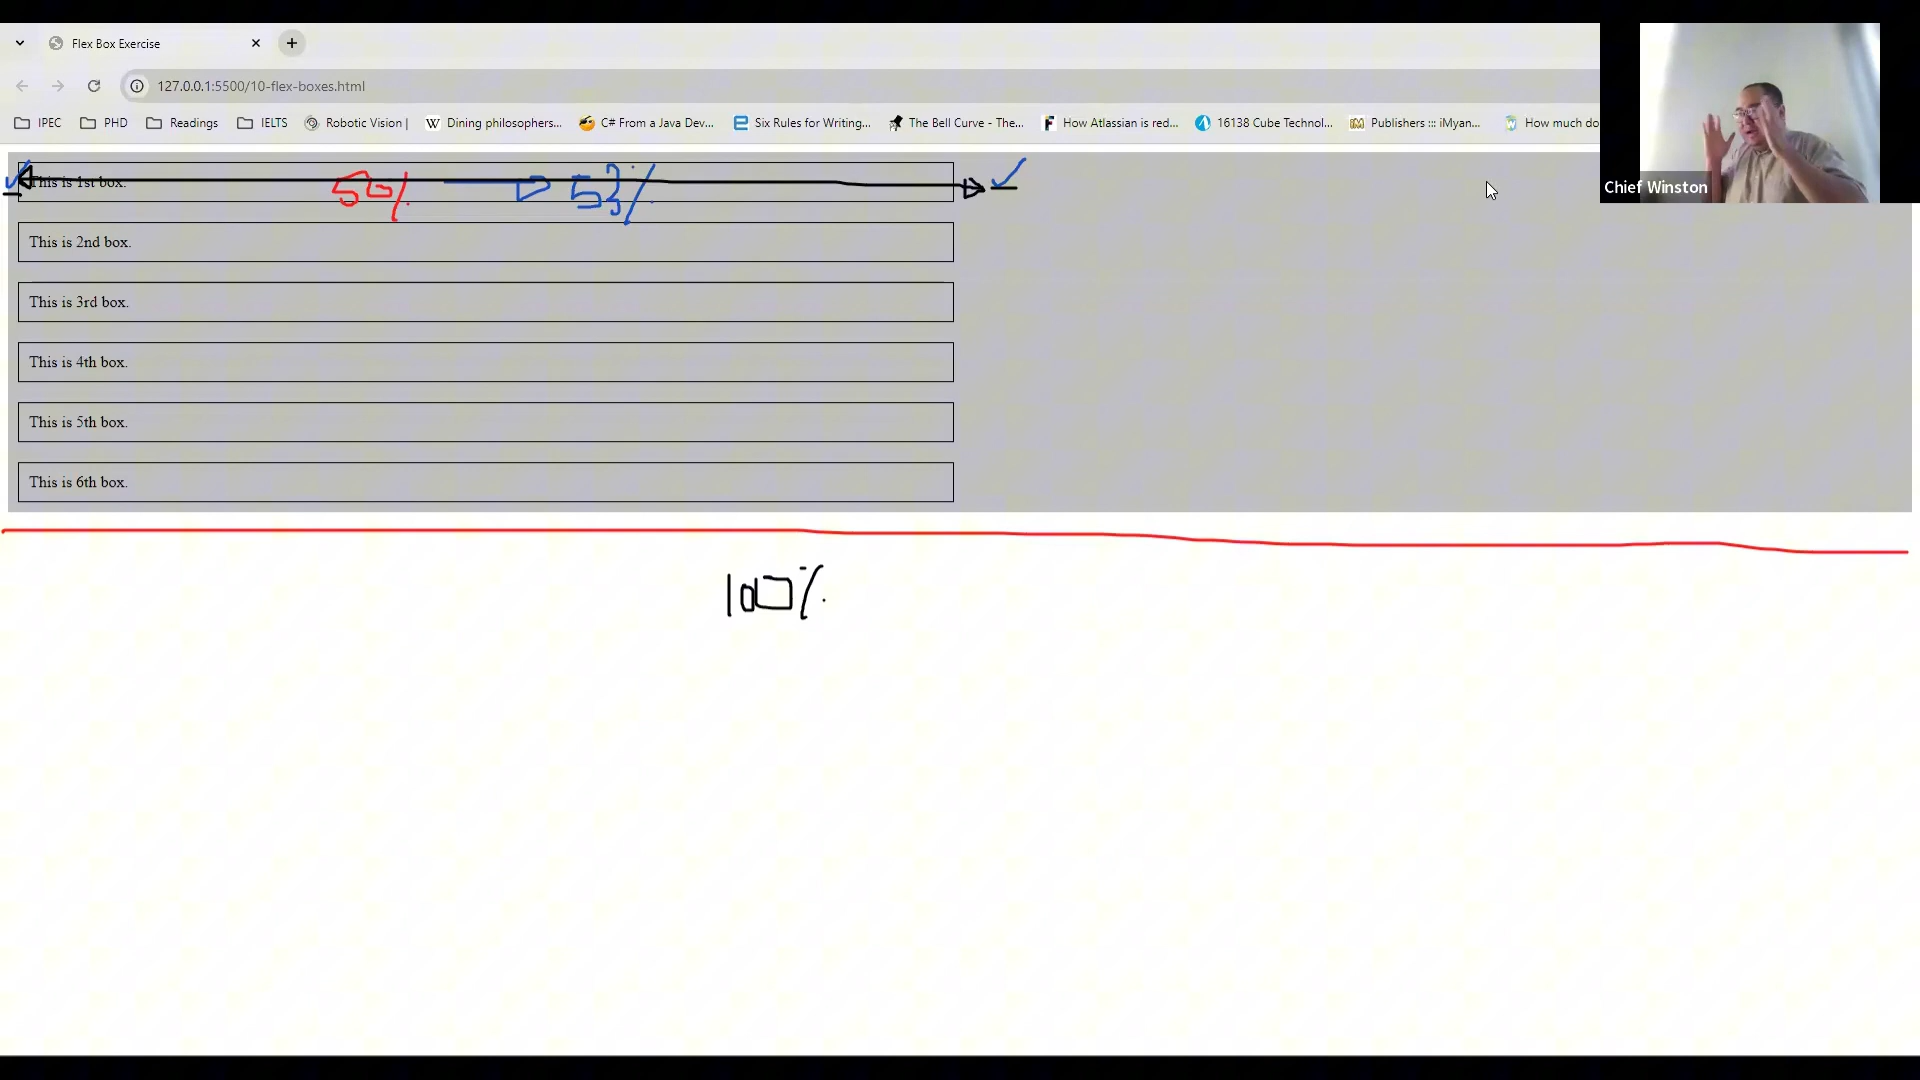 Flex Box Exercise
127.0.0.1:5500/10-flex-boxes.html
IPEC PHD Readings IELTS Robotic Vision | Dining philosophers... C# From a Java Dev... Six Rules for Writing... The Bell Curve - The... How Atlassian is red... 16138 Cube Technol... Publishers ::: iMyan... How much do
Chief Winston
This is 1st box. 50% 53%
This is 2nd box.
This is 3rd box.
This is 4th box.
This is 5th box.
This is 6th box.
100%